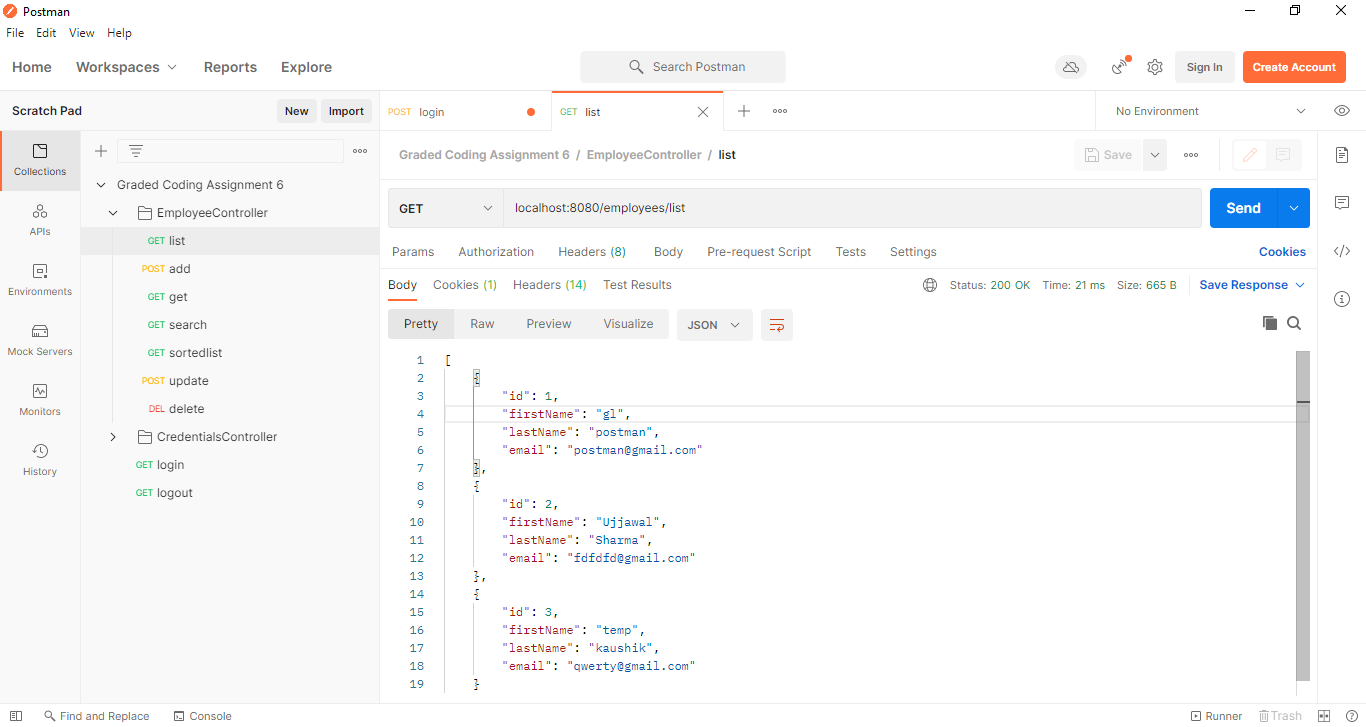 Postman
File Edit View Help
Home Workspaces Reports Explore Search Postman Sign In Create Account
Scratch Pad New Import POST login GET list No Environment
Collections
APIs
Environments
Mock Servers
Monitors
History
Graded Coding Assignment 6
EmployeeController
GET list
POST add
GET get
GET search
GET sortedlist
POST update
DEL delete
CredentialsController
GET login
GET logout
Graded Coding Assignment 6 / EmployeeController / list Save
GET localhost:8080/employees/list Send
Params Authorization Headers (8) Body Pre-request Script Tests Settings Cookies
Body Cookies (1) Headers (14) Test Results Status: 200 OK Time: 21 ms Size: 665 B Save Response
Pretty Raw Preview Visualize JSON
1 [
2 {
3 "id": 1,
4 "firstName": "gl",
5 "lastName": "postman",
6 "email": "postman@gmail.com"
7 },
8 {
9 "id": 2,
10 "firstName": "Ujjawal",
11 "lastName": "Sharma",
12 "email": "fdfdfd@gmail.com"
13 },
14 {
15 "id": 3,
16 "firstName": "temp",
17 "lastName": "kaushik",
18 "email": "qwerty@gmail.com"
19 }
Find and Replace Console Runner Trash